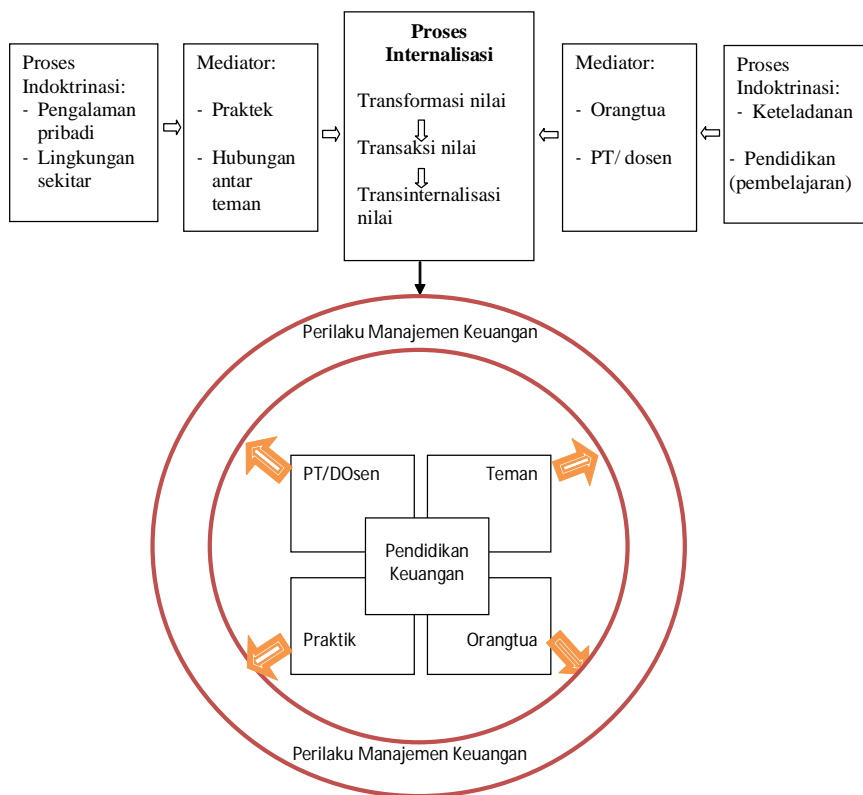 Proses
Indoktrinasi:
- Pengalaman
pribadi
- Lingkungan
sekitar
Mediator:
- Praktek
- Hubungan
antar
teman
Proses
Internalisasi
Transformasi nilai
Transaksi nilai
Transinternalisasi
nilai
Mediator:
- Orangtua
- PT/ dosen
Proses
Indoktrinasi:
- Keteladanan
- Pendidikan
(pembelajaran)
Perilaku Manajemen Keuangan
PT/DOsen
Teman
Pendidikan
Keuangan
Praktik
Orangtua
Perilaku Manajemen Keuangan